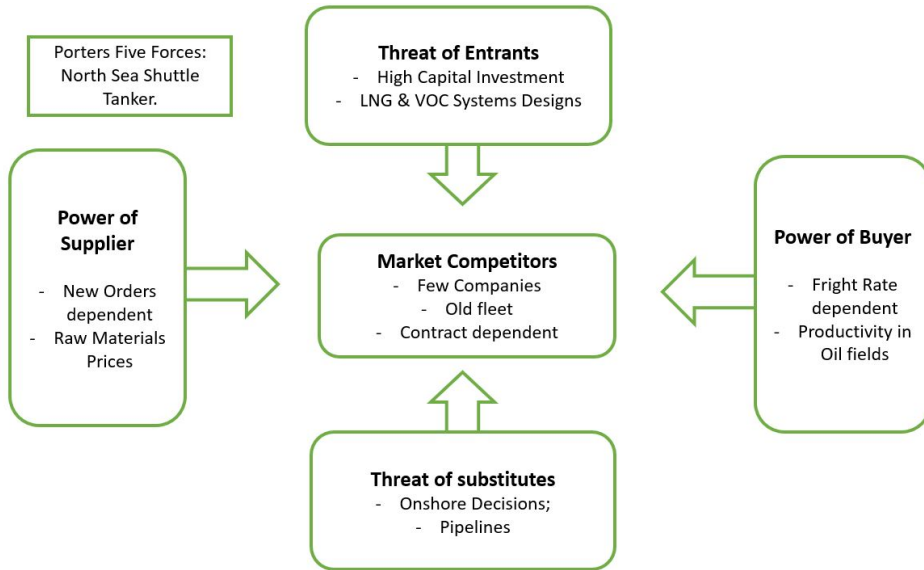 Porters Five Forces:
North Sea Shuttle
Tanker.
Threat of Entrants
- High Capital Investment
- LNG & VOC Systems Designs
Power of
Supplier
- New Orders
dependent
- Raw Materials
Prices
Market Competitors
- Few Companies
- Old fleet
- Contract dependent
Power of Buyer
- Fright Rate
dependent
- Productivity in
Oil fields
Threat of substitutes
- Onshore Decisions;
- Pipelines